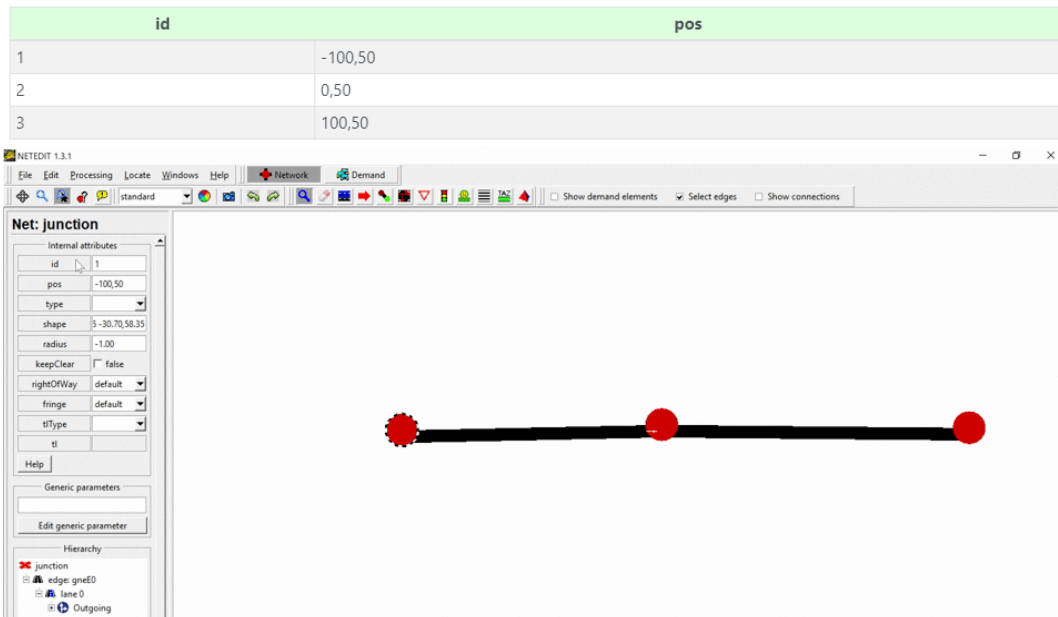 id pos
1 -100,50
2 0,50
3 100,50
NETEDIT 1.3.1
File Edit Processing Locate Windows Help Network Demand
standard TAZ Show demand elements Select edges Show connections
Net: junction
Internal attributes
id 1
pos -100,50
type
shape 5 -30.70,58.35
radius -1.00
keepClear false
rightOfWay default
fringe default
tlType
tl
Help
Generic parameters
Edit generic parameter
Hierarchy
junction
edge: gneE0
lane 0
Outgoing